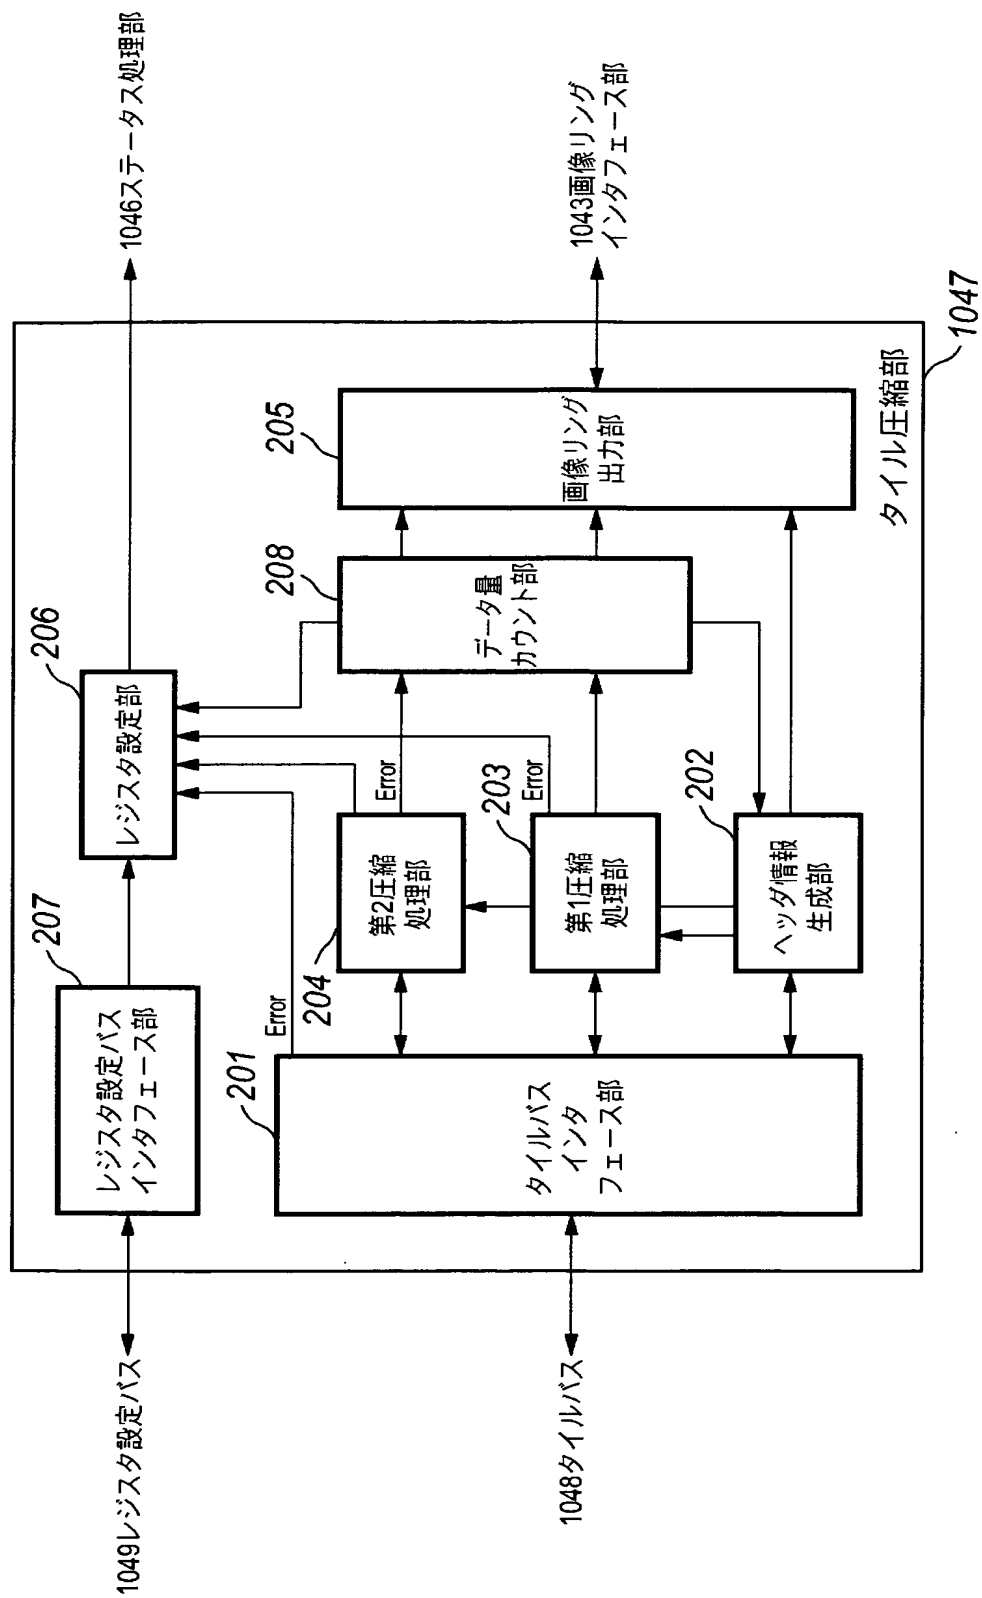 1049レジスタ設定バス
207
レジスタ設定バス
インタフェース部
206
レジスタ設定部
1046ステータス処理部
1048タイルバス
201
タイルバス
インタ
フェース部
Error
204
第2圧縮
処理部
Error
203
第1圧縮
処理部
Error
202
ヘッダ情報
生成部
208
データ量
カウント部
205
画像リング
出力部
1043画像リング
インタフェース部
タイル圧縮部
1047